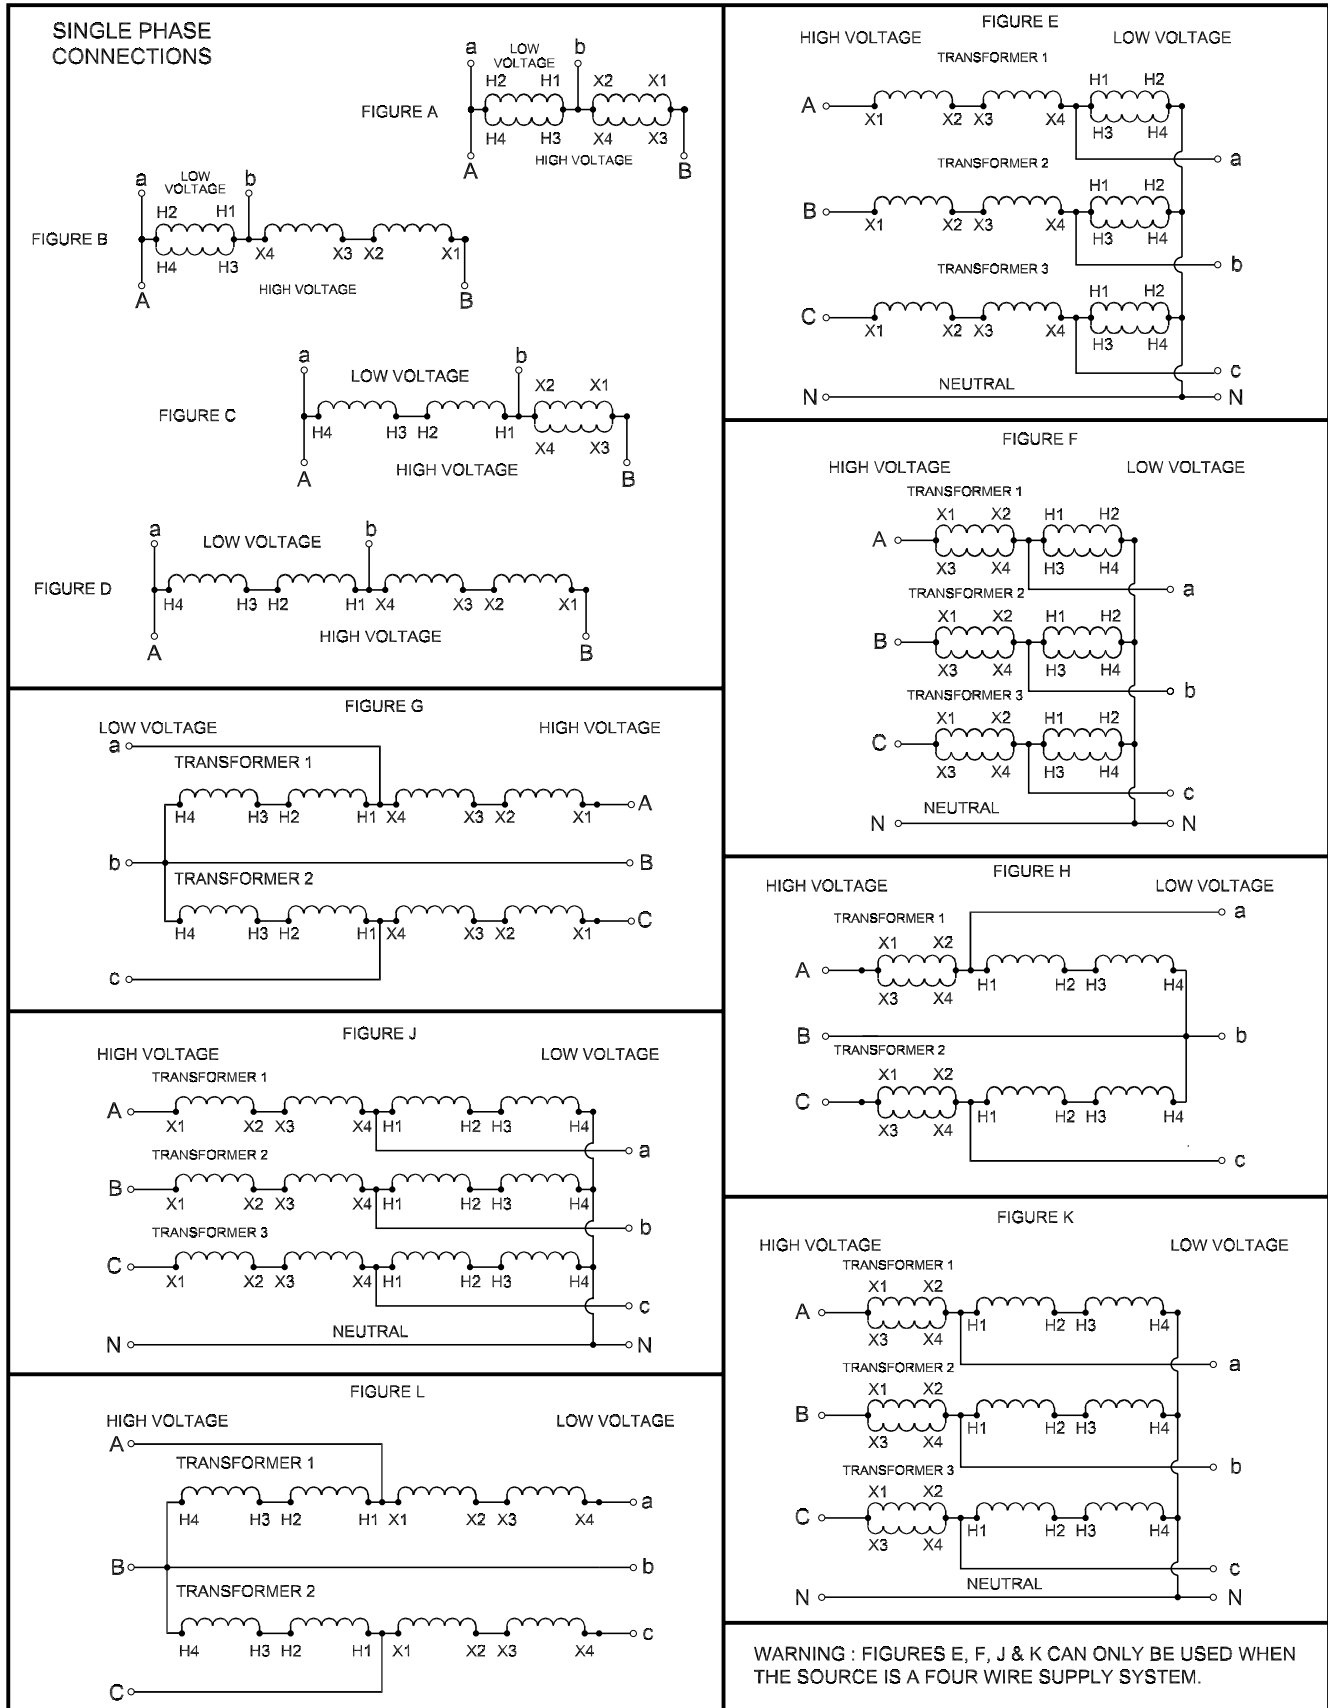 SINGLE PHASE
CONNECTIONS
a b
LOW
VOLTAGE
H2 H1 X2 X1
FIGURE A
H4 H3 X4 X3
HIGH VOLTAGE
A B
a b
LOW
VOLTAGE
H2 H1
FIGURE B
H4 H3 X4 X3 X2 X1
HIGH VOLTAGE
A B
a b
LOW VOLTAGE
X2 X1
FIGURE C
H4 H3 H2 H1 X4 X3
HIGH VOLTAGE
A B
a b
LOW VOLTAGE
FIGURE D
H4 H3 H2 H1 X4 X3 X2 X1
HIGH VOLTAGE
A B
FIGURE E
HIGH VOLTAGE LOW VOLTAGE
TRANSFORMER 1
H1 H2
A
X1 X2 X3 X4 H3 H4
a
TRANSFORMER 2
H1 H2
B
X1 X2 X3 X4 H3 H4
b
TRANSFORMER 3
H1 H2
C
X1 X2 X3 X4 H3 H4
c
NEUTRAL
N N
FIGURE F
HIGH VOLTAGE LOW VOLTAGE
TRANSFORMER 1
X1 X2 H1 H2
A
X3 X4 H3 H4
a
TRANSFORMER 2
X1 X2 H1 H2
B
X3 X4 H3 H4
b
TRANSFORMER 3
X1 X2 H1 H2
C
X3 X4 H3 H4
c
NEUTRAL
N N
FIGURE G
LOW VOLTAGE HIGH VOLTAGE
a
TRANSFORMER 1
H4 H3 H2 H1 X4 X3 X2 X1 A
b B
TRANSFORMER 2
H4 H3 H2 H1 X4 X3 X2 X1 C
c
FIGURE H
HIGH VOLTAGE LOW VOLTAGE
a
TRANSFORMER 1
X1 X2
A
X3 X4 H1 H2 H3 H4
B b
TRANSFORMER 2
X1 X2
C
X3 X4 H1 H2 H3 H4
c
FIGURE J
HIGH VOLTAGE LOW VOLTAGE
TRANSFORMER 1
A
X1 X2 X3 X4 H1 H2 H3 H4
a
TRANSFORMER 2
B
X1 X2 X3 X4 H1 H2 H3 H4
b
TRANSFORMER 3
C
X1 X2 X3 X4 H1 H2 H3 H4
c
NEUTRAL
N N
FIGURE K
HIGH VOLTAGE LOW VOLTAGE
TRANSFORMER 1
X1 X2
A
X3 X4 H1 H2 H3 H4
a
TRANSFORMER 2
X1 X2
B
X3 X4 H1 H2 H3 H4
b
TRANSFORMER 3
X1 X2
C
X3 X4 H1 H2 H3 H4
c
NEUTRAL
N N
FIGURE L
HIGH VOLTAGE LOW VOLTAGE
A
TRANSFORMER 1
a
H4 H3 H2 H1 X1 X2 X3 X4
B b
TRANSFORMER 2
c
H4 H3 H2 H1 X1 X2 X3 X4
C
WARNING : FIGURES E, F, J & K CAN ONLY BE USED WHEN
THE SOURCE IS A FOUR WIRE SUPPLY SYSTEM.